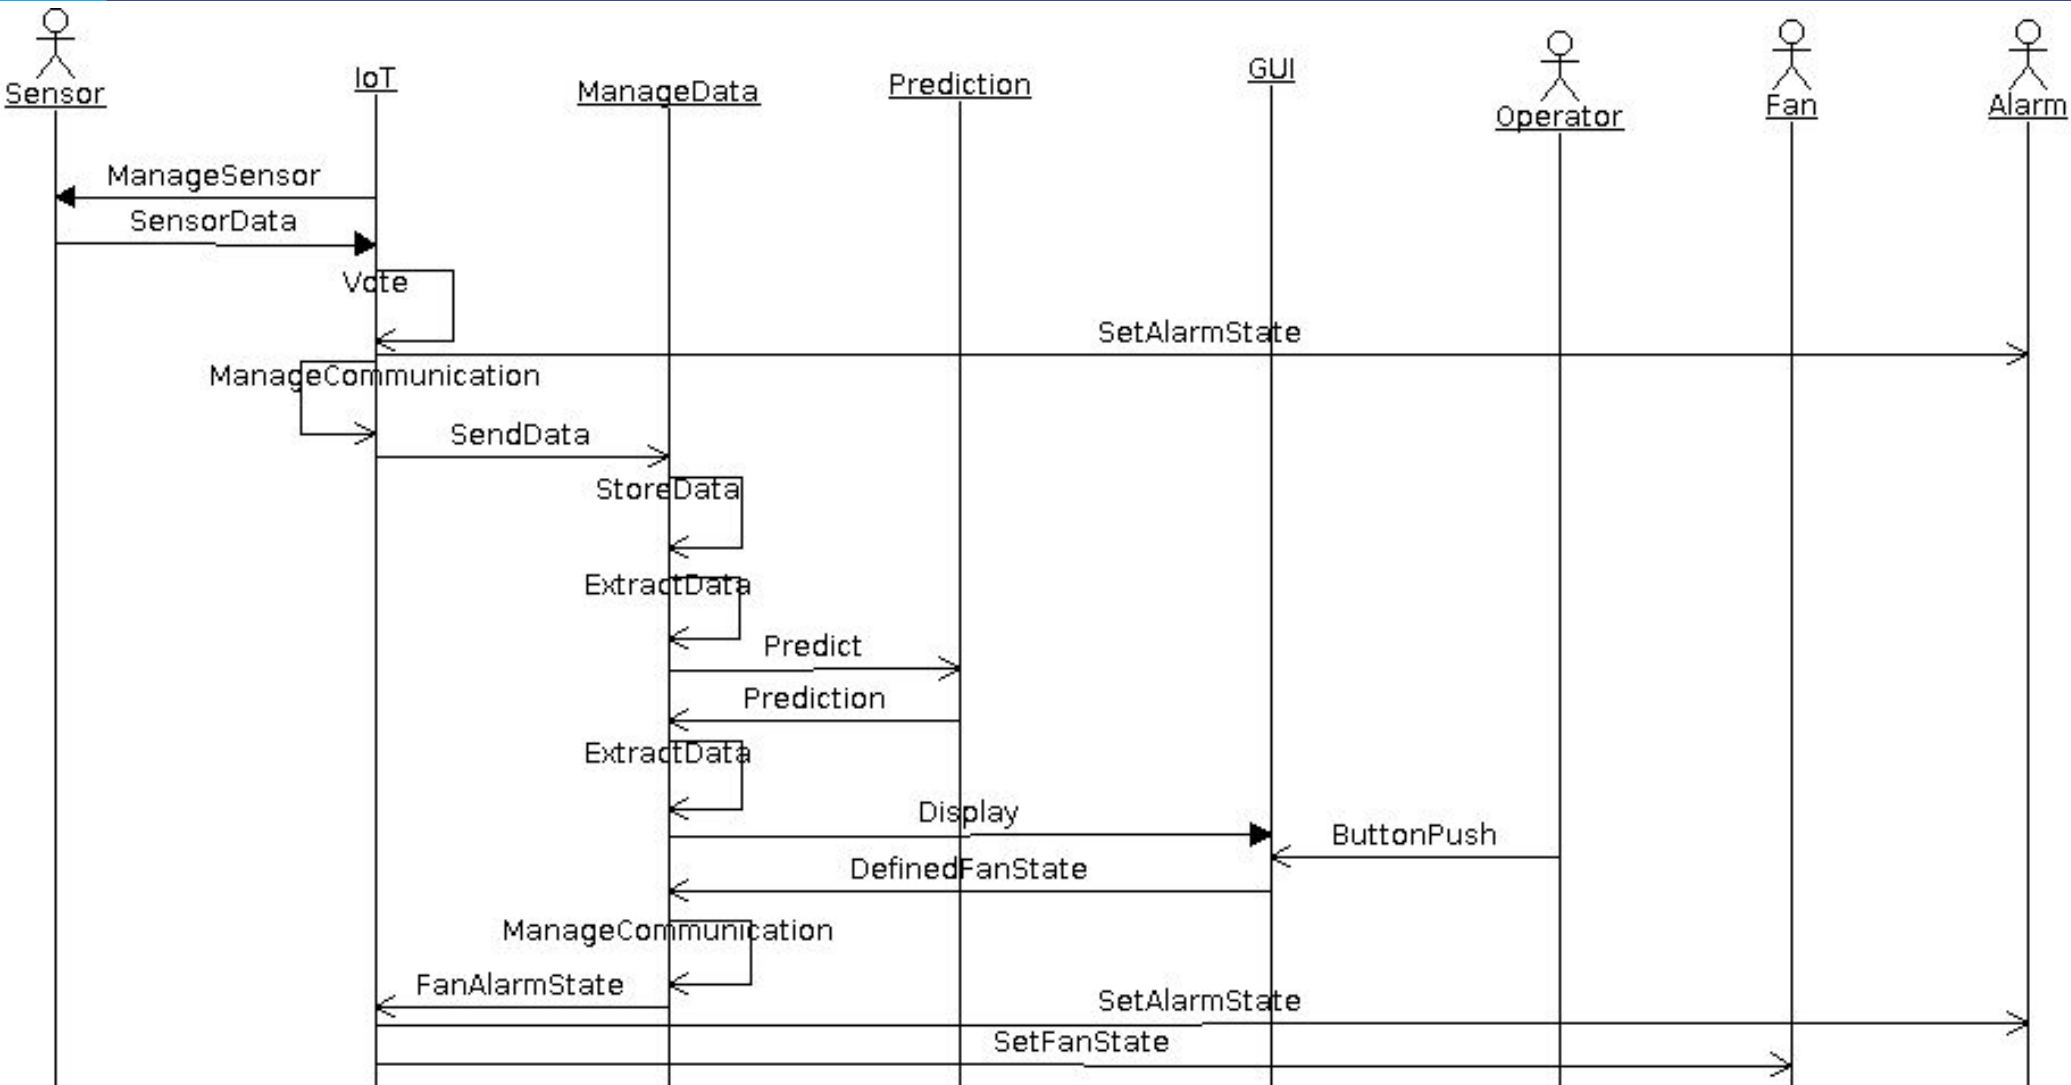 Sensor
IoT
ManageData
Prediction
GUI
Operator
Fan
Alarm
ManageSensor
SensorData
Vote
SetAlarmState
ManageCommunication
SendData
StoreData
ExtractData
Predict
Prediction
ExtractData
Display
ButtonPush
DefinedFanState
ManageCommunication
FanAlarmState
SetAlarmState
SetFanState